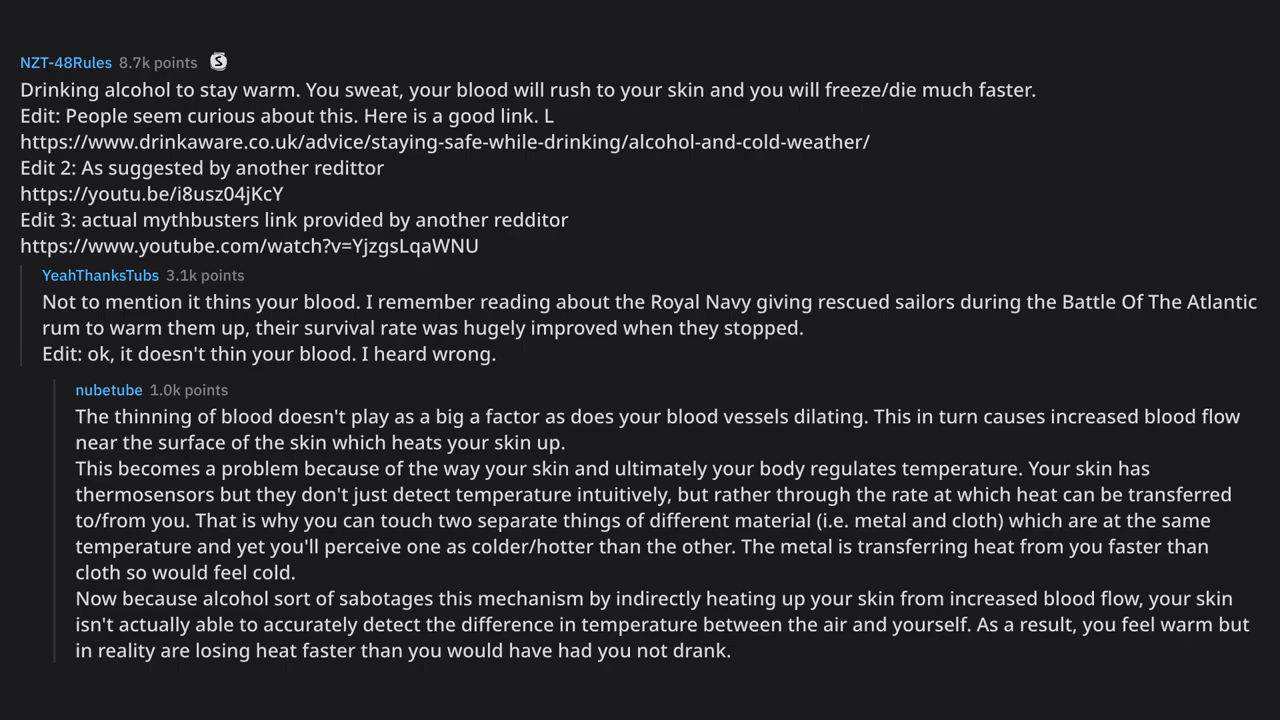 NZT-48Rules 8.7k points
Drinking alcohol to stay warm. You sweat, your blood will rush to your skin and you will freeze/die much faster.
Edit: People seem curious about this. Here is a good link. L
https://www.drinkaware.co.uk/advice/staying-safe-while-drinking/alcohol-and-cold-weather/
Edit 2: As suggested by another redittor
https://youtu.be/i8usz04jKcY
Edit 3: actual mythbusters link provided by another redditor
https://www.youtube.com/watch?v=YjzgsLqaWNU
YeahThanksTubs 3.1k points
Not to mention it thins your blood. I remember reading about the Royal Navy giving rescued sailors during the Battle Of The Atlantic
rum to warm them up, their survival rate was hugely improved when they stopped.
Edit: ok, it doesn't thin your blood. I heard wrong.
nubetube 1.0k points
The thinning of blood doesn't play as a big a factor as does your blood vessels dilating. This in turn causes increased blood flow
near the surface of the skin which heats your skin up.
This becomes a problem because of the way your skin and ultimately your body regulates temperature. Your skin has
thermosensors but they don't just detect temperature intuitively, but rather through the rate at which heat can be transferred
to/from you. That is why you can touch two separate things of different material (i.e. metal and cloth) which are at the same
temperature and yet you'll perceive one as colder/hotter than the other. The metal is transferring heat from you faster than
cloth so would feel cold.
Now because alcohol sort of sabotages this mechanism by indirectly heating up your skin from increased blood flow, your skin
isn't actually able to accurately detect the difference in temperature between the air and yourself. As a result, you feel warm but
in reality are losing heat faster than you would have had you not drank.